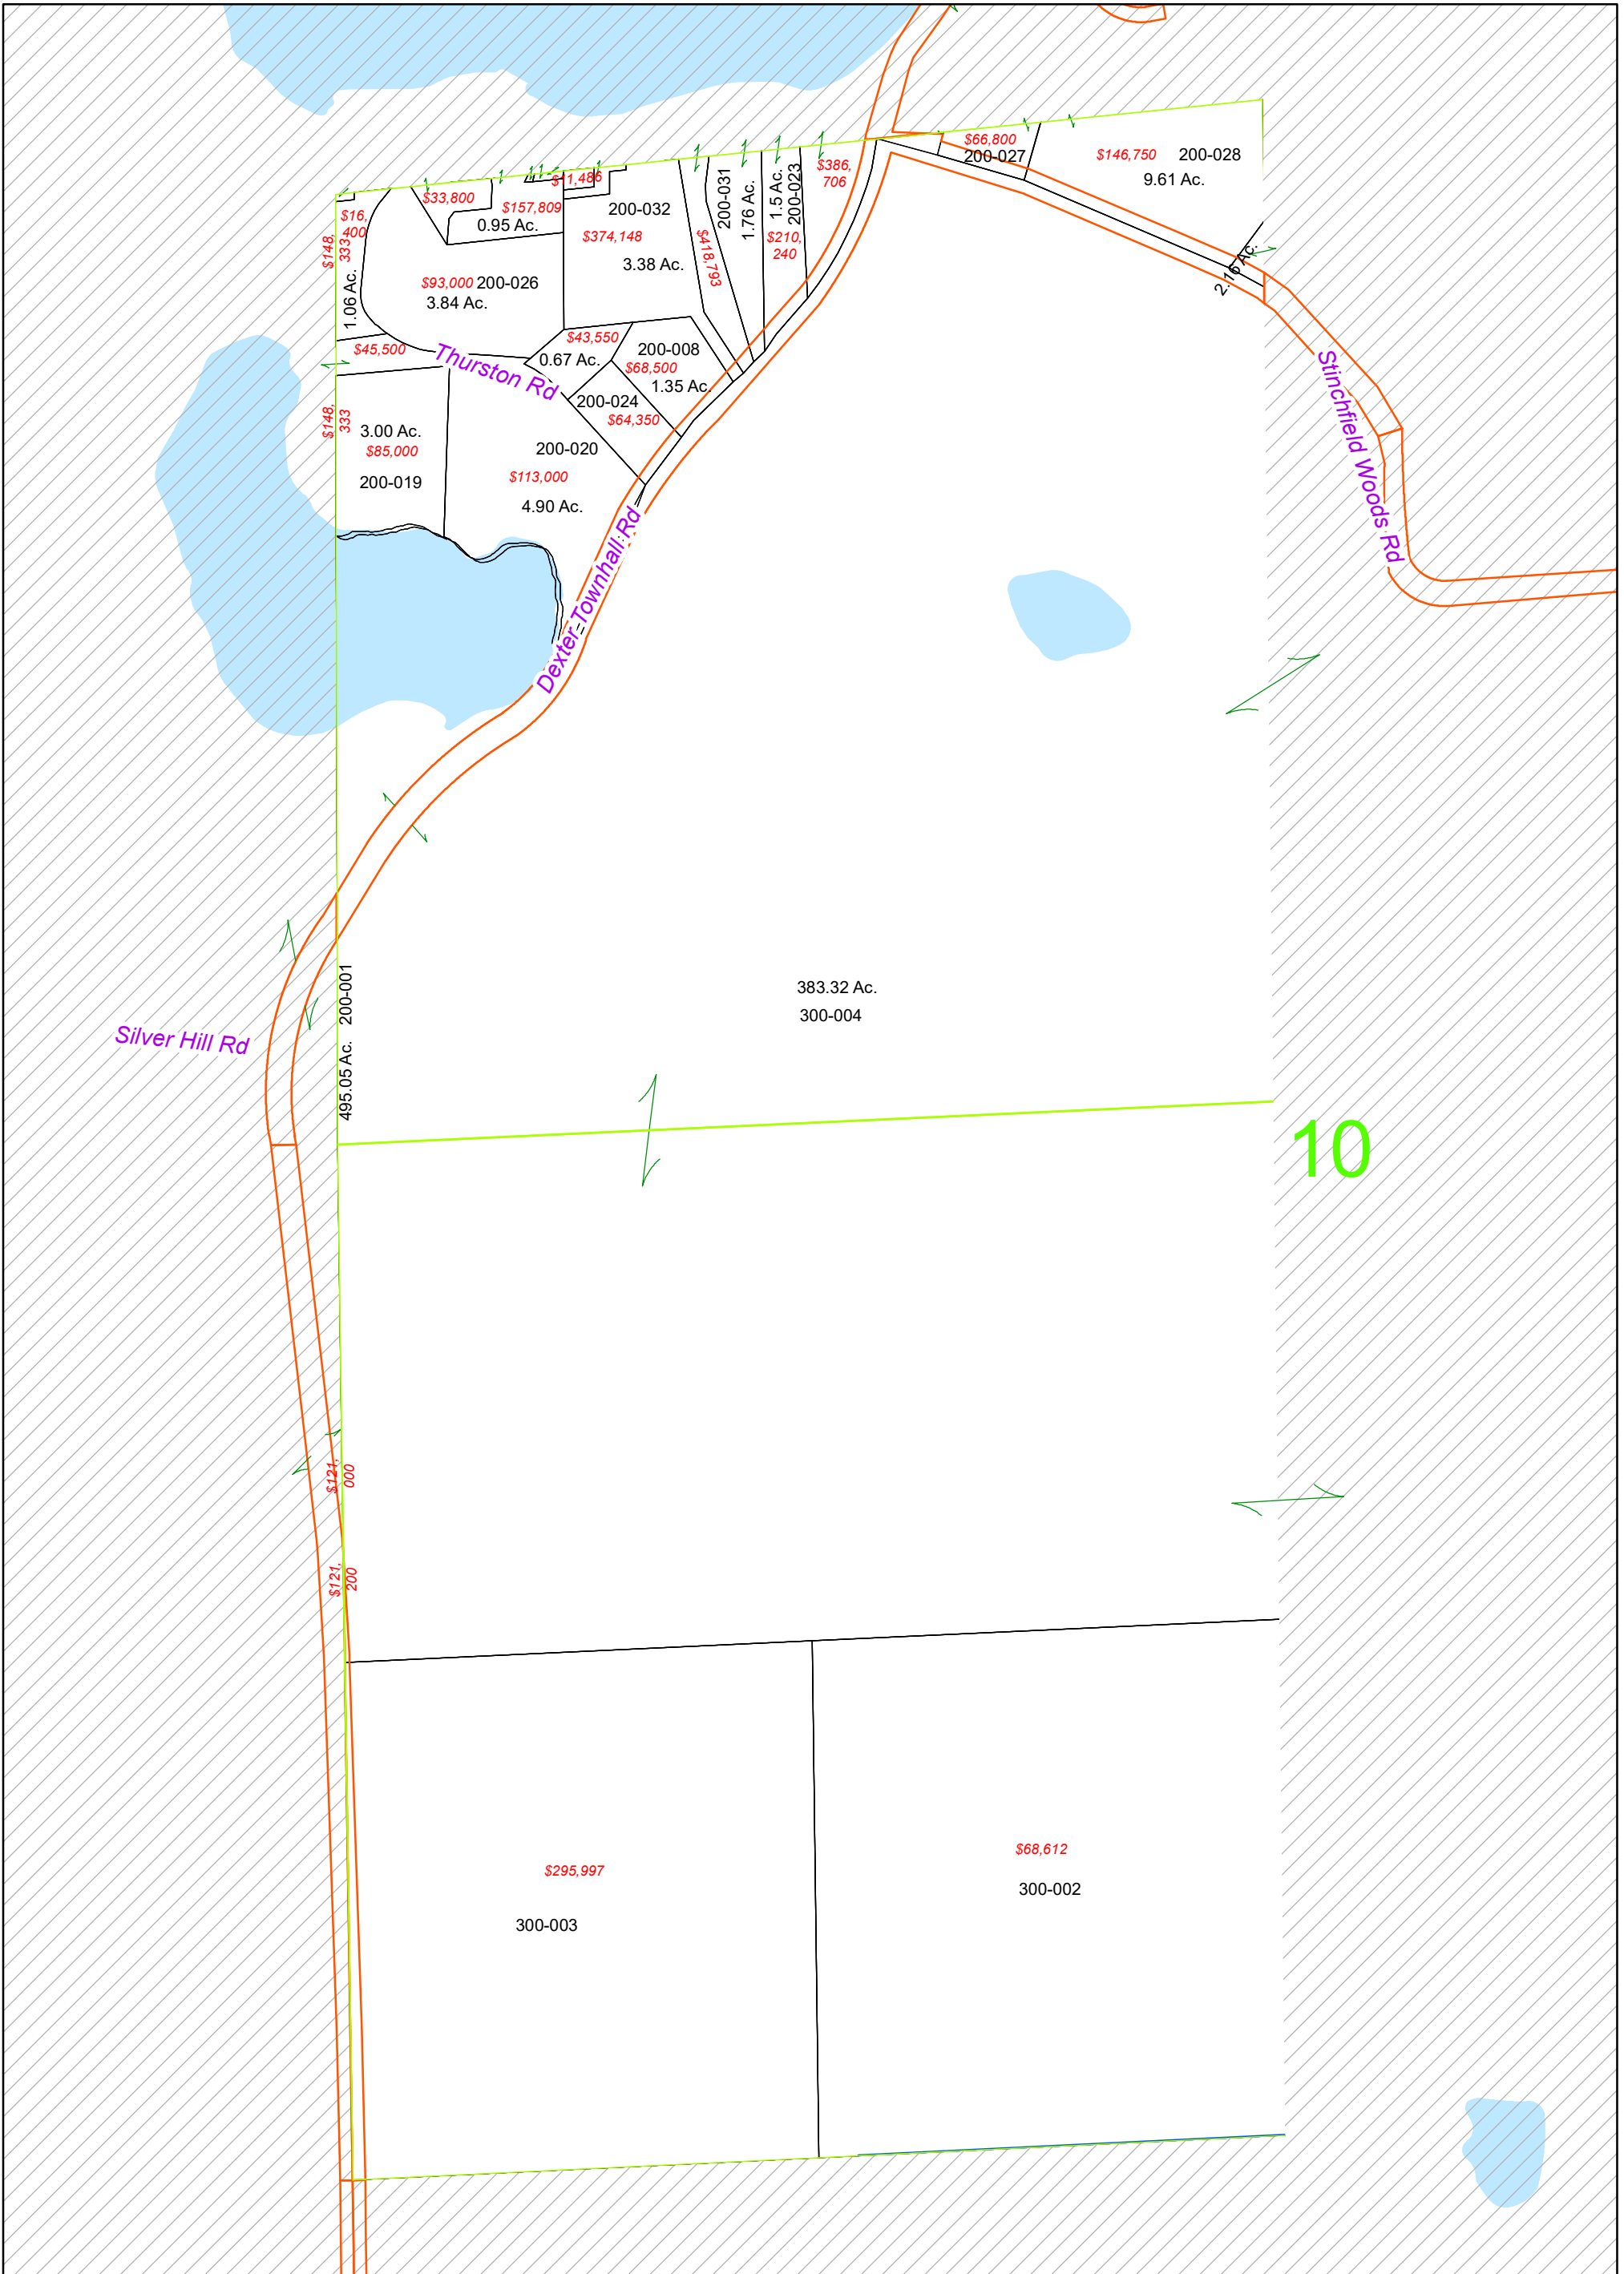 $66,800
200-027
$146,750 200-028
9.61 Ac.
2.16 Ac.
$386,
706
1.5 Ac.
200-023
$210,
240
200-031
1.76 Ac.
$418,793
$11,486
200-032
$374,148
3.38 Ac.
$33,800
$157,809
0.95 Ac.
$16,
400
$148,
333
1.06 Ac.
$93,000 200-026
3.84 Ac.
$45,500
Thurston Rd
$43,550
0.67 Ac.
200-008
$68,500
1.35 Ac.
200-024
$64,350
$148,
333
3.00 Ac.
$85,000
200-019
200-020
$113,000
4.90 Ac.
Dexter Townhall Rd
Stinchfield Woods Rd
383.32 Ac.
300-004
495.05 Ac. 200-001
Silver Hill Rd
10
$121,
000
$121,
200
$295,997
300-003
$68,612
300-002